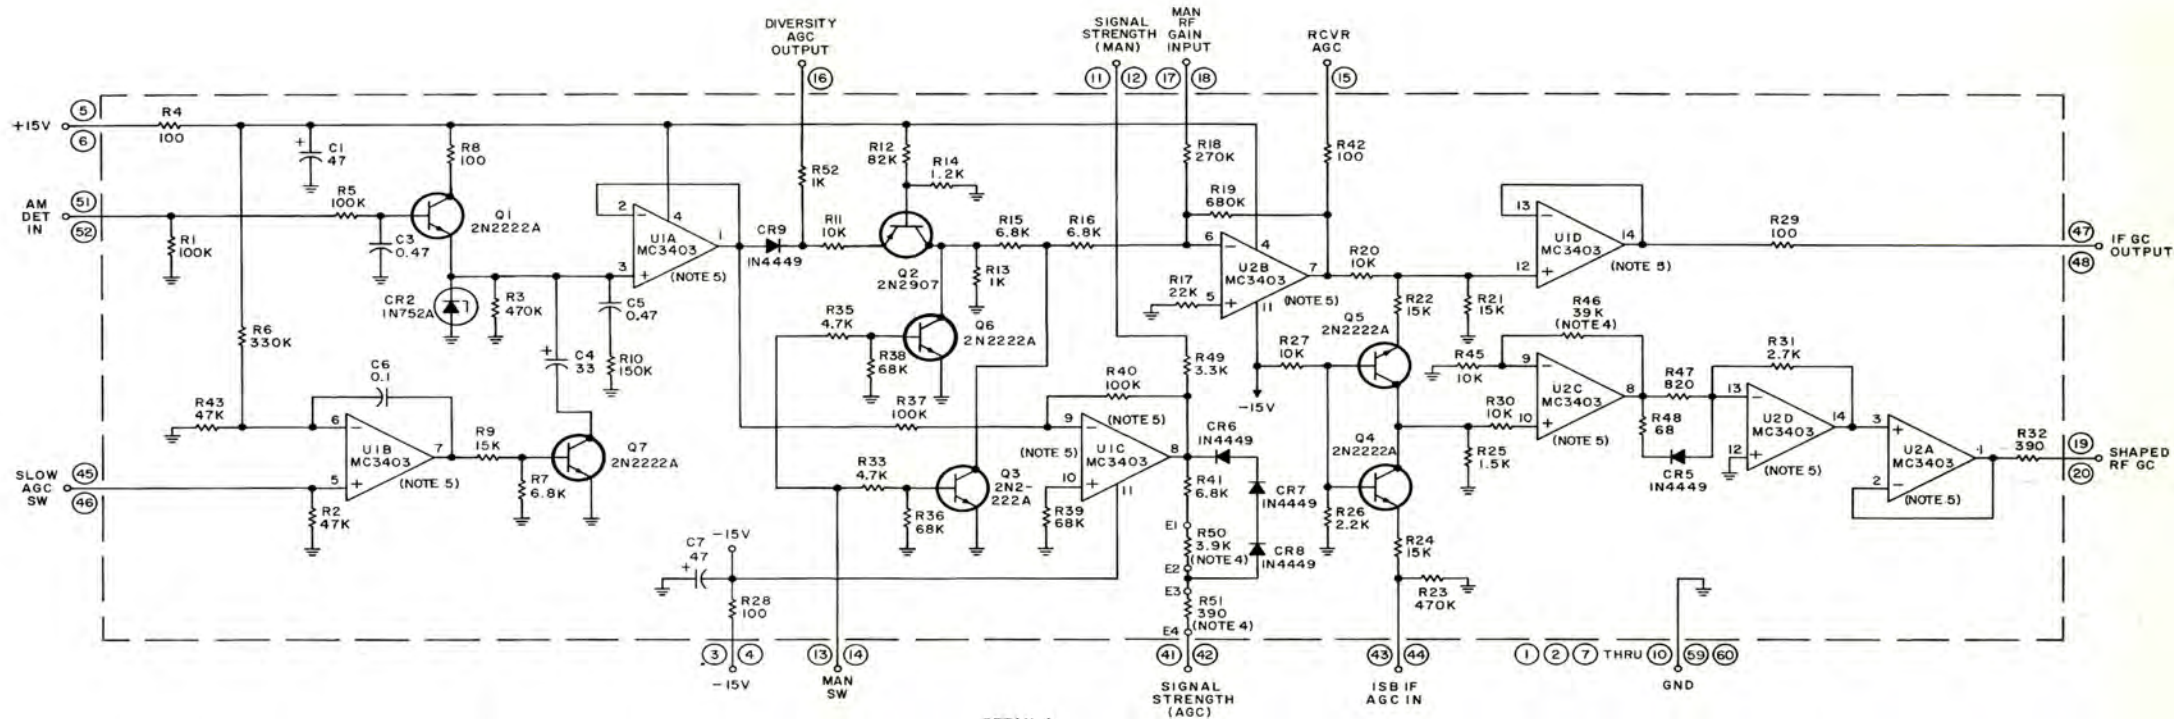 DIVERSITY
AGC
OUTPUT
16
SIGNAL
STRENGTH
(MAN)
11 12
MAN
RF
GAIN
INPUT
17 18
RCVR
AGC
15
+15V
5
6
R4
100
C1
47
R8
100
R12
82K
R14
1.2K
R52
1K
R18
270K
R42
100
R19
680K
AM
DET
IN
51
52
R5
100K
Q1
2N2222A
R1
100K
C3
0.47
2
4
U1A
MC3403
1
3
(NOTE 5)
CR9
1N4449
R11
10K
Q2
2N2907
R15
6.8K
R16
6.8K
R13
1K
6
4
U2B
MC3403
7
R17
22K
5
11
(NOTE 5)
R20
10K
13
U1D
MC3403
14
12
(NOTE 5)
R29
100
47
48
IF GC
OUTPUT
CR2
1N752A
R3
470K
C5
0.47
R6
330K
C4
33
R10
150K
R35
4.7K
Q6
2N2222A
R38
68K
R49
3.3K
R40
100K
-15V
R27
10K
Q5
2N2222A
R22
15K
R21
15K
R46
39K
(NOTE 4)
R45
10K
9
U2C
MC3403
8
10
(NOTE 5)
R47
820
R48
68
CR5
1N4449
R31
2.7K
13
U2D
MC3403
14
12
(NOTE 5)
3
U2A
MC3403
1
2
(NOTE 5)
R32
390
19
20
SHAPED
RF GC
C6
0.1
R43
47K
6
U1B
MC3403
7
5
(NOTE 5)
R9
15K
Q7
2N2222A
R7
6.8K
SLOW
AGC
SW
45
46
R2
47K
R37
100K
R33
4.7K
Q3
2N2-
222A
R36
68K
9
(NOTE 5)
U1C
MC3403
8
(NOTE 5)
10
11
R39
68K
CR6
1N4449
R41
6.8K
CR7
1N4449
E1
R50
3.9K
(NOTE 4)
E2
CR8
1N4449
E3
R51
390
(NOTE 4)
E4
Q4
2N2222A
R30
10K
R25
1.5K
R26
2.2K
R24
15K
R23
470K
C7
47
-15V
R28
100
3 4
-15V
13 14
MAN
SW
41 42
SIGNAL
STRENGTH
(AGC)
43 44
ISB IF
AGC IN
1 2 7 THRU 10 59 60
GND